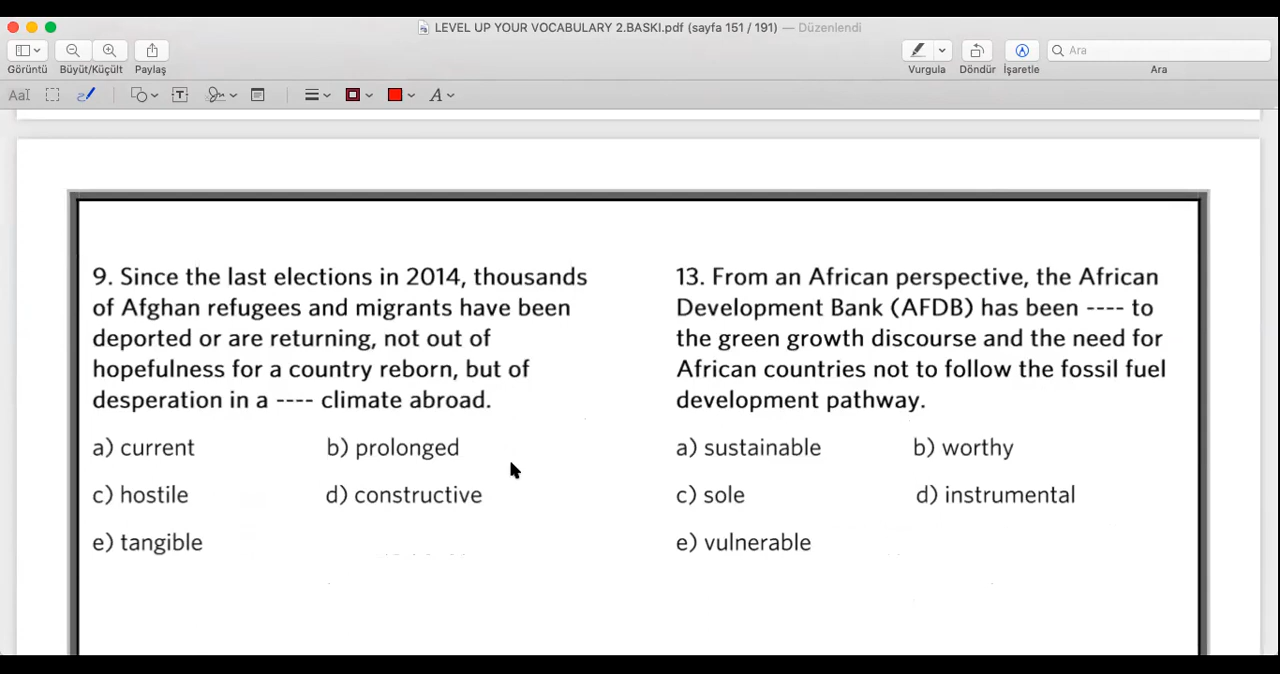 LEVEL UP YOUR VOCABULARY 2.BASKI.pdf (sayfa 151 / 191) — Düzenlendi
Görüntü
Büyüt/Küçült
Paylaş
Vurgula
Döndür
İşaretle
Ara
Ara
AaI
A
9. Since the last elections in 2014, thousands
of Afghan refugees and migrants have been
deported or are returning, not out of
hopefulness for a country reborn, but of
desperation in a ---- climate abroad.
a) current b) prolonged
c) hostile d) constructive
e) tangible
13. From an African perspective, the African
Development Bank (AFDB) has been ---- to
the green growth discourse and the need for
African countries not to follow the fossil fuel
development pathway.
a) sustainable b) worthy
c) sole d) instrumental
e) vulnerable